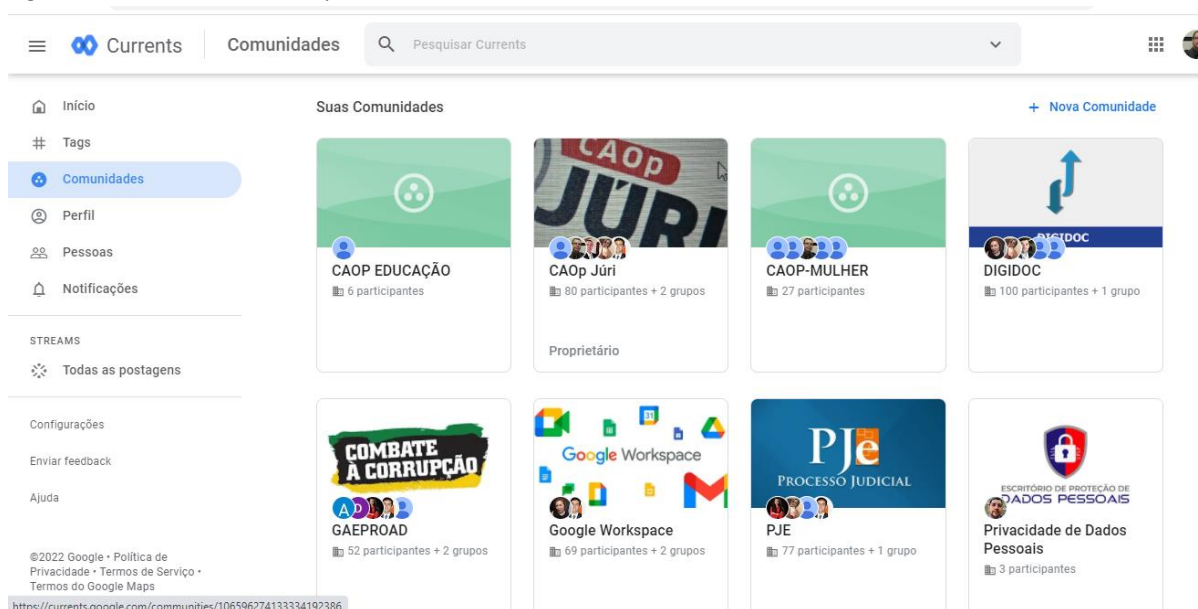 Currents
Comunidades
Pesquisar Currents
Início
Tags
Comunidades
Perfil
Pessoas
Notificações
STREAMS
Todas as postagens
Configurações
Enviar feedback
Ajuda
©2022 Google • Política de
Privacidade • Termos de Serviço •
Termos do Google Maps
https://currents.google.com/communities/106596274133334192386
Suas Comunidades
+ Nova Comunidade
CAOP EDUCAÇÃO
6 participantes
CAOp
JÚRI
CAOp Júri
80 participantes + 2 grupos
Proprietário
CAOP-MULHER
27 participantes
DIGIDOC
DIGIDOC
100 participantes + 1 grupo
COMBATE
À CORRUPÇÃO
A D
GAEPROAD
52 participantes + 2 grupos
31
Google Workspace
Google Workspace
69 participantes + 2 grupos
PJe
PROCESSO JUDICIAL
PJE
77 participantes + 1 grupo
ESCRITÓRIO DE PROTEÇÃO DE
DADOS PESSOAIS
Privacidade de Dados
Pessoais
3 participantes